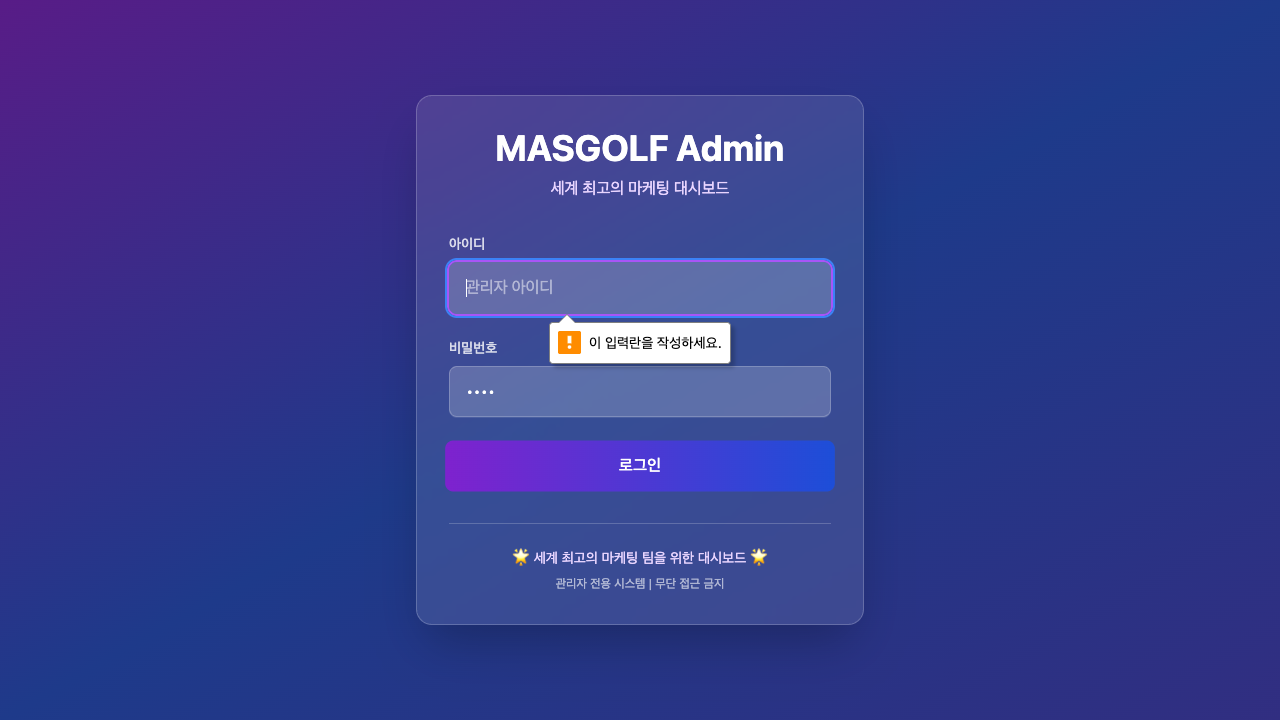 MASGOLF Admin
세계 최고의 마케팅 대시보드
아이디
관리자 아이디
이 입력란을 작성하세요.
비밀번호
••••
로그인
🌟 세계 최고의 마케팅 팀을 위한 대시보드 🌟
관리자 전용 시스템 | 무단 접근 금지